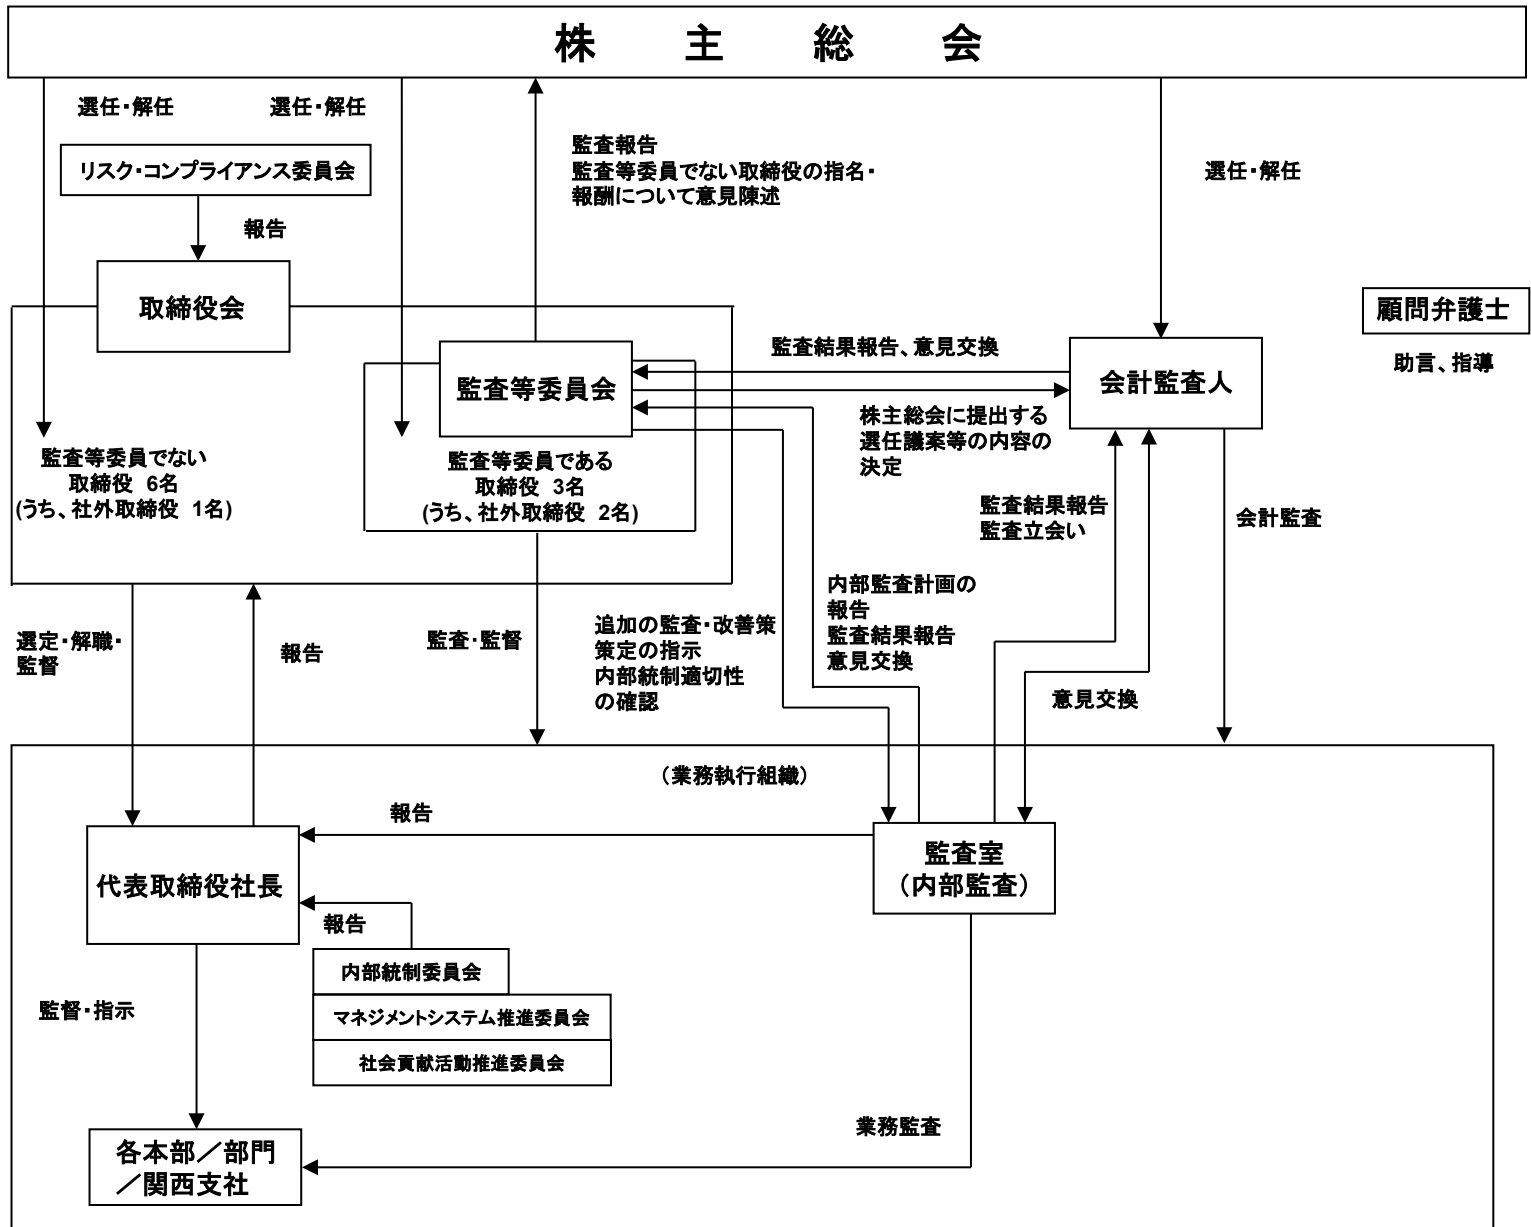 株主総会
選任・解任
選任・解任
監査報告
監査等委員でない取締役の指名・
報酬について意見陳述
選任・解任
リスク・コンプライアンス委員会
報告
取締役会
顧問弁護士
助言、指導
監査等委員会
監査結果報告、意見交換
会計監査人
株主総会に提出する
選任議案等の内容の
決定
監査等委員でない
取締役 6名
(うち、社外取締役 1名)
監査等委員である
取締役 3名
(うち、社外取締役 2名)
監査結果報告
監査立会い
会計監査
内部監査計画の
報告
監査結果報告
意見交換
選定・解職・
監督
報告
監査・監督
追加の監査・改善策
策定の指示
内部統制適切性
の確認
意見交換
（業務執行組織）
報告
監査室
（内部監査）
代表取締役社長
報告
内部統制委員会
マネジメントシステム推進委員会
社会貢献活動推進委員会
監督・指示
業務監査
各本部／部門
／関西支社